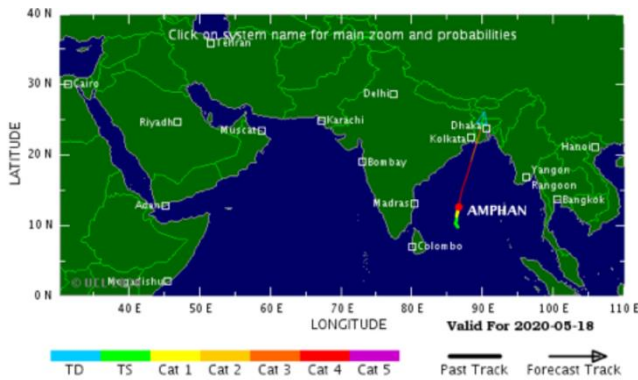 40 N
Click on system name for main zoom and probabilities
Tehran
30 N
Cairo
Delhi
Riyadh
Muscat
Karachi
Dhaka
Kolkata
Hanoi
LATITUDE
20 N
Bombay
Yangon
Rangoon
Aden
Madras
AMPHAN
Bangkok
10 N
Colombo
© UCL
Mogadishu
0 N
40 E 50 E 60 E 70 E 80 E 90 E 100 E 110 E
LONGITUDE
Valid For 2020-05-18
TD TS Cat 1 Cat 2 Cat 3 Cat 4 Cat 5
Past Track Forecast Track